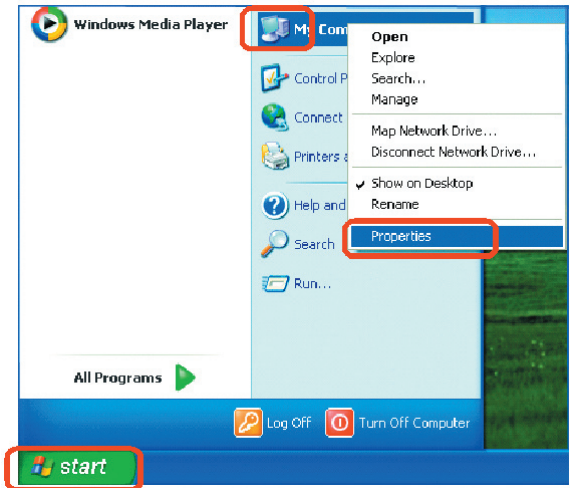 Windows Media Player
My Com
Open
Explore
Search...
Manage
Map Network Drive...
Disconnect Network Drive...
Show on Desktop
Rename
Properties
Control P
Connect
Printers a
Help and
Search
Run...
All Programs
Log Off
Turn Off Computer
start